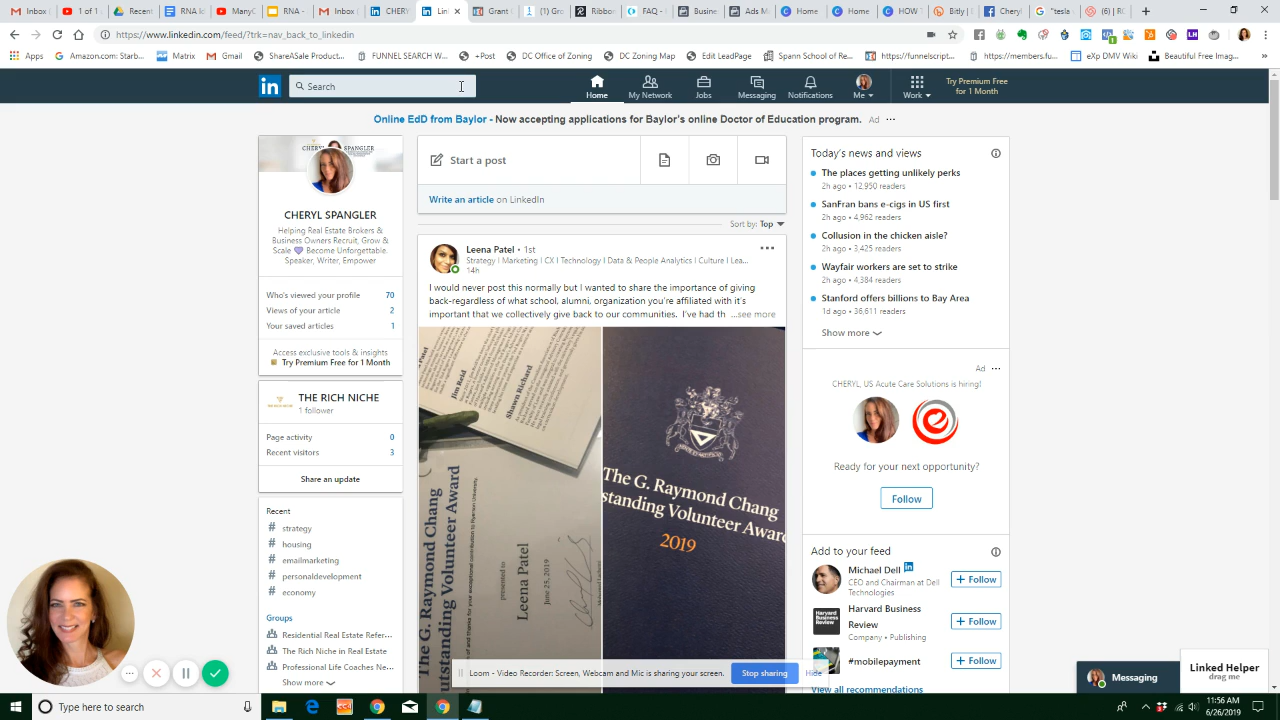 Inbox (
1 of 1
Recent
RNA Id
ManyC
RNA -
Inbox (
CHERY
Lin
Dent
(1) Gro
Ribbon
FAQ -
Busine
Ads M
Busine
Home
Home
HOW
Bitly |
Cheryl
"tesla
(6) | R
https://www.linkedin.com/feed/?trk=nav_back_to_linkedin
Apps
Amazon.com: Starb...
Matrix
Gmail
ShareASale Product...
FUNNEL SEARCH W...
+Post
DC Office of Zoning
DC Zoning Map
Edit LeadPage
Spann School of Re...
https://funnelscript...
https://members.fu...
eXp DMV Wiki
Beautiful Free Imag...
Search
Home
My Network
Jobs
Messaging
Notifications
Me
Work
Try Premium Free
for 1 Month
Online EdD from Baylor - Now accepting applications for Baylor's online Doctor of Education program. Ad
CHERYL SPANGLER
CHERYL SPANGLER
Helping Real Estate Brokers &
Business Owners Recruit, Grow &
Scale 💜 Become Unforgettable.
Speaker, Writer, Empower
Who's viewed your profile 70
Views of your article 2
Your saved articles 1
Access exclusive tools & insights
Try Premium Free for 1 Month
THE RICH NICHE
1 follower
Page activity 0
Recent visitors 3
Share an update
Recent
# strategy
# housing
# emailmarketing
# personaldevelopment
# economy
Groups
Residential Real Estate Refer...
The Rich Niche in Real Estate
Professional Life Coaches Ne...
Show more
Start a post
Write an article on LinkedIn
Sort by: Top
Leena Patel • 1st
Strategy | Marketing | CX | Technology | Data & People Analytics | Culture | Lea...
14h
I would never post this normally but I wanted to share the importance of giving
back-regardless of what school, alumni, organization you're affiliated with it's
important that we collectively give back to our communities. I've had th ...see more
Jim Reid
Shawn Richard
The G. Raymond Chang
utstanding Volunteer Award
presented to
Leena Patel
June 25, 2019
The G. Raymond Chang
standing Volunteer Awar
2019
Today's news and views
The places getting unlikely perks
2h ago • 12,950 readers
SanFran bans e-cigs in US first
2h ago • 4,962 readers
Collusion in the chicken aisle?
2h ago • 3,425 readers
Wayfair workers are set to strike
2h ago • 4,384 readers
Stanford offers billions to Bay Area
1d ago • 36,611 readers
Show more
Ad
CHERYL, US Acute Care Solutions is hiring!
Ready for your next opportunity?
Follow
Add to your feed
Michael Dell
CEO and Chairman at Dell
Technologies
+ Follow
Harvard Business
Review
Company • Publishing
+ Follow
#mobilepayment
+ Follow
View all recommendations
Loom - Video Recorder: Screen, Webcam and Mic is sharing your screen.
Stop sharing
Hide
Messaging
Linked Helper
drag me
Type here to search
11:56 AM
6/26/2019